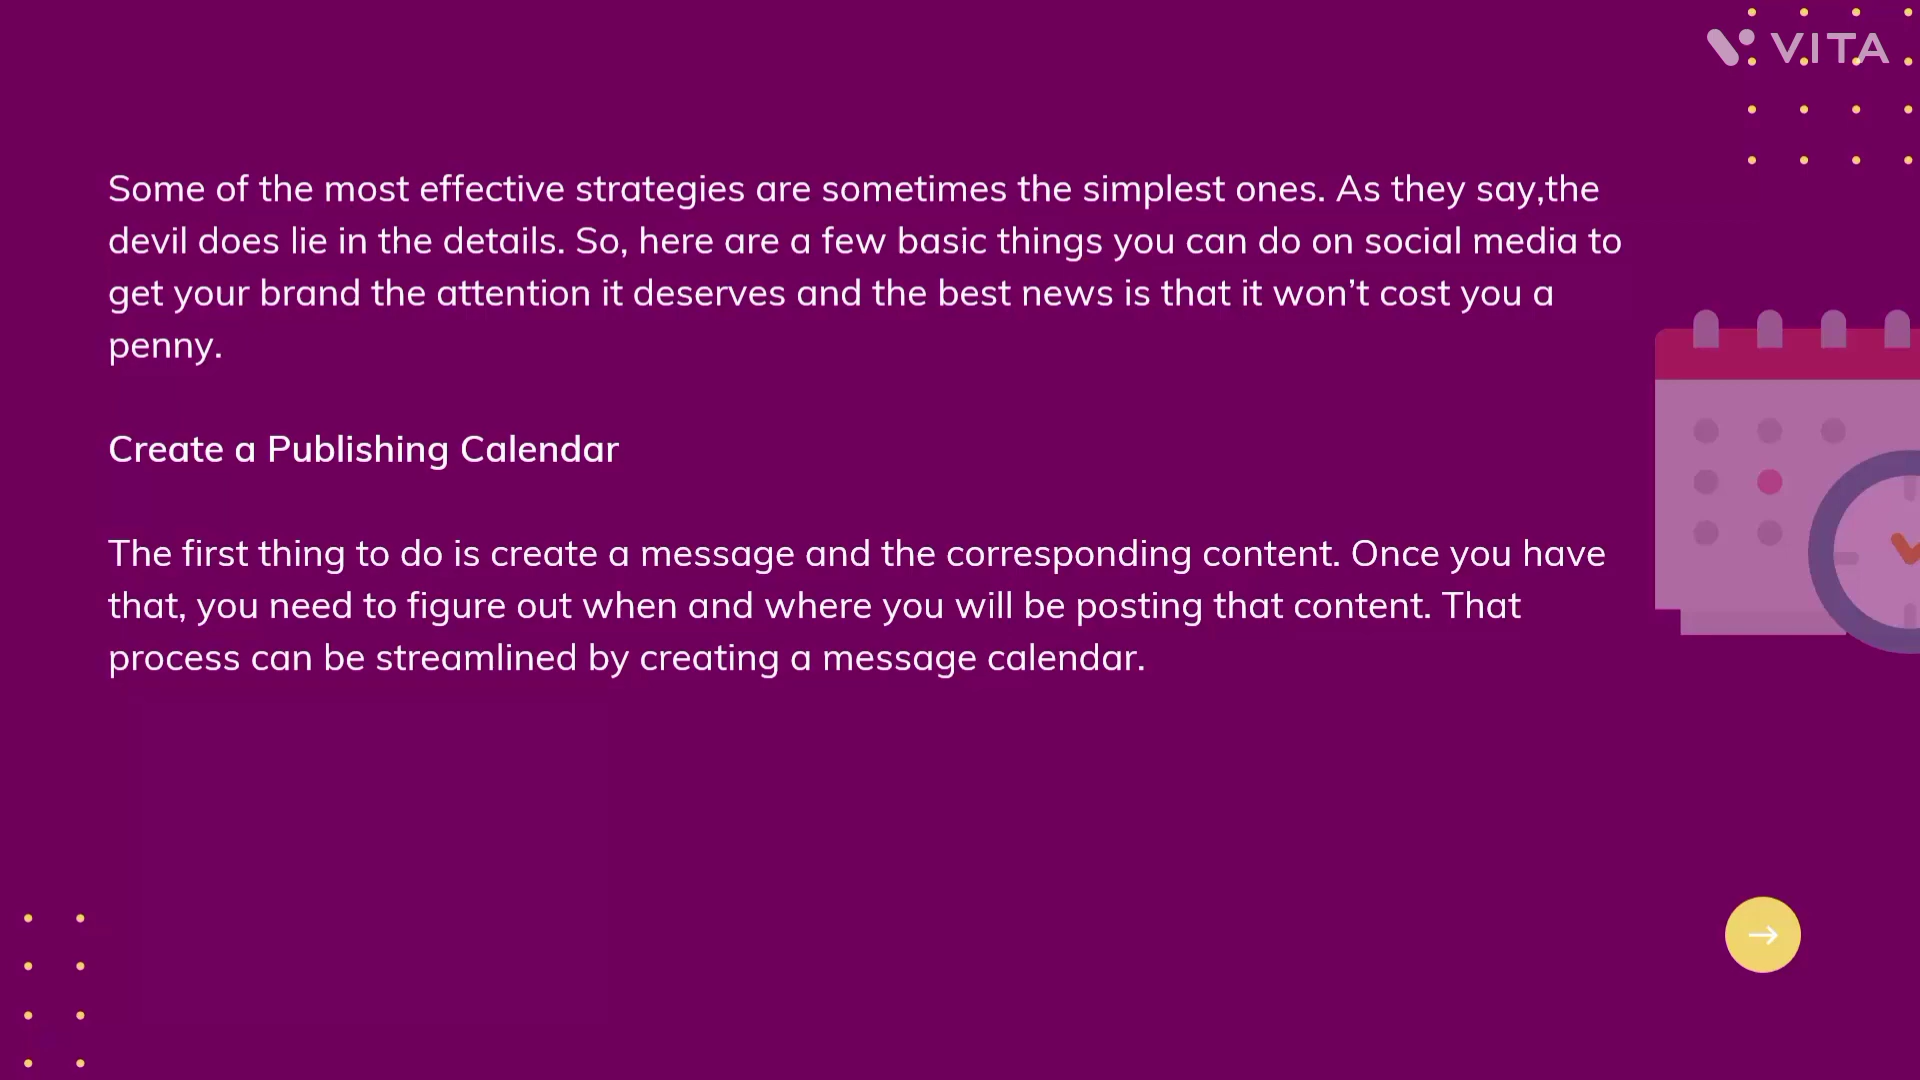 VITA
Some of the most effective strategies are sometimes the simplest ones. As they say,the
devil does lie in the details. So, here are a few basic things you can do on social media to
get your brand the attention it deserves and the best news is that it won’t cost you a
penny.
Create a Publishing Calendar
The first thing to do is create a message and the corresponding content. Once you have
that, you need to figure out when and where you will be posting that content. That
process can be streamlined by creating a message calendar.